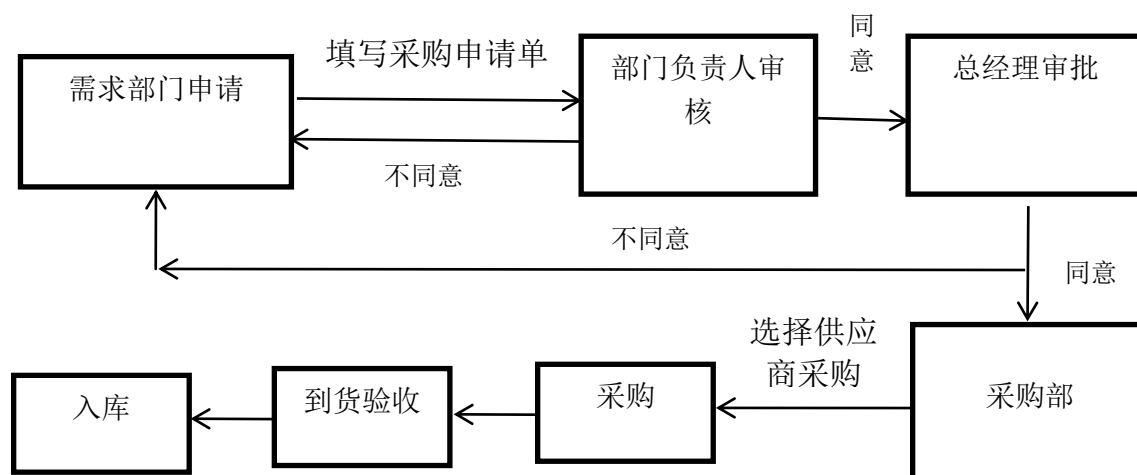 需求部门申请
填写采购申请单
部门负责人审
核
同
意
总经理审批
不同意
不同意
同意
选择供应
商采购
采购部
采购
到货验收
入库